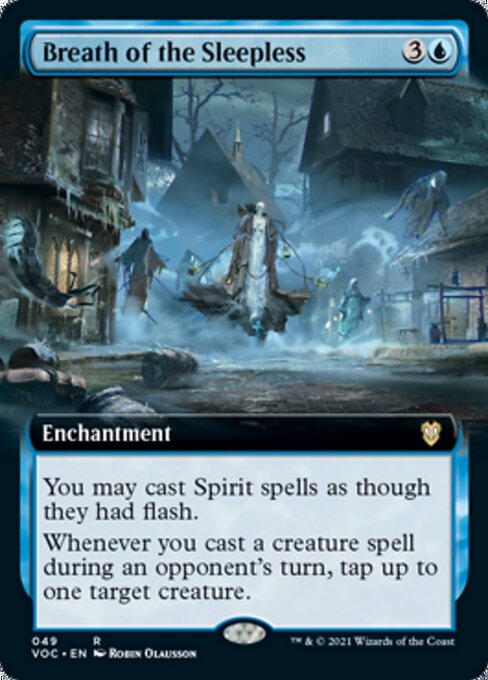 Breath of the Sleepless 3
Enchantment
You may cast Spirit spells as though
they had flash.
Whenever you cast a creature spell
during an opponent's turn, tap up to
one target creature.
049 R
VOC • EN Robin Olausson
™ & © 2021 Wizards of the Coast